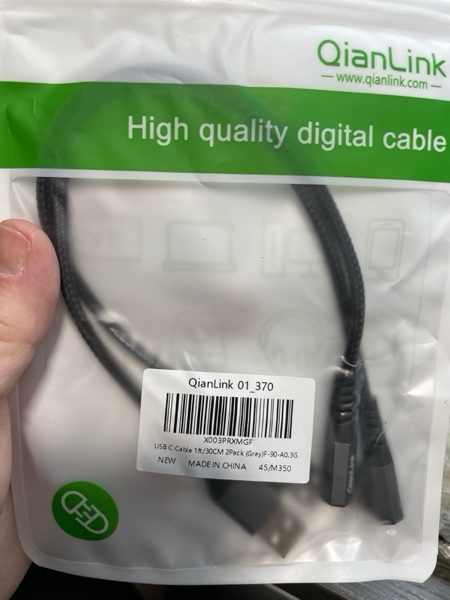 QianLink
www.qianlink.com
High quality digital cable
QianLink 01_370
X003PRXMGF
USB C Cable 1ft/30CM 2Pack (Gray)F-90-A0.3G
NEW MADE IN CHINA 45/M350